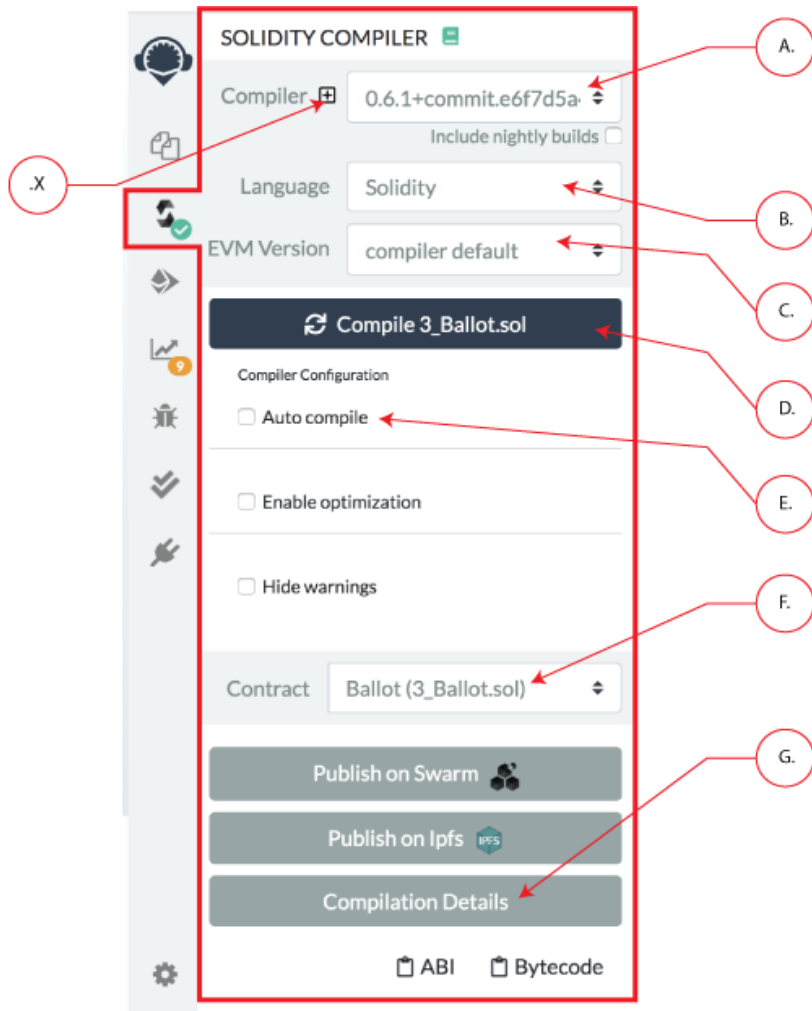 SOLIDITY COMPILER
A.
Compiler
0.6.1+commit.e6f7d5a
Include nightly builds
.X
Language
Solidity
B.
EVM Version
compiler default
C.
Compile 3_Ballot.sol
9
Compiler Configuration
D.
Auto compile
E.
Enable optimization
Hide warnings
F.
Contract
Ballot (3_Ballot.sol)
G.
Publish on Swarm
Publish on Ipfs
IPFS
Compilation Details
ABI
Bytecode